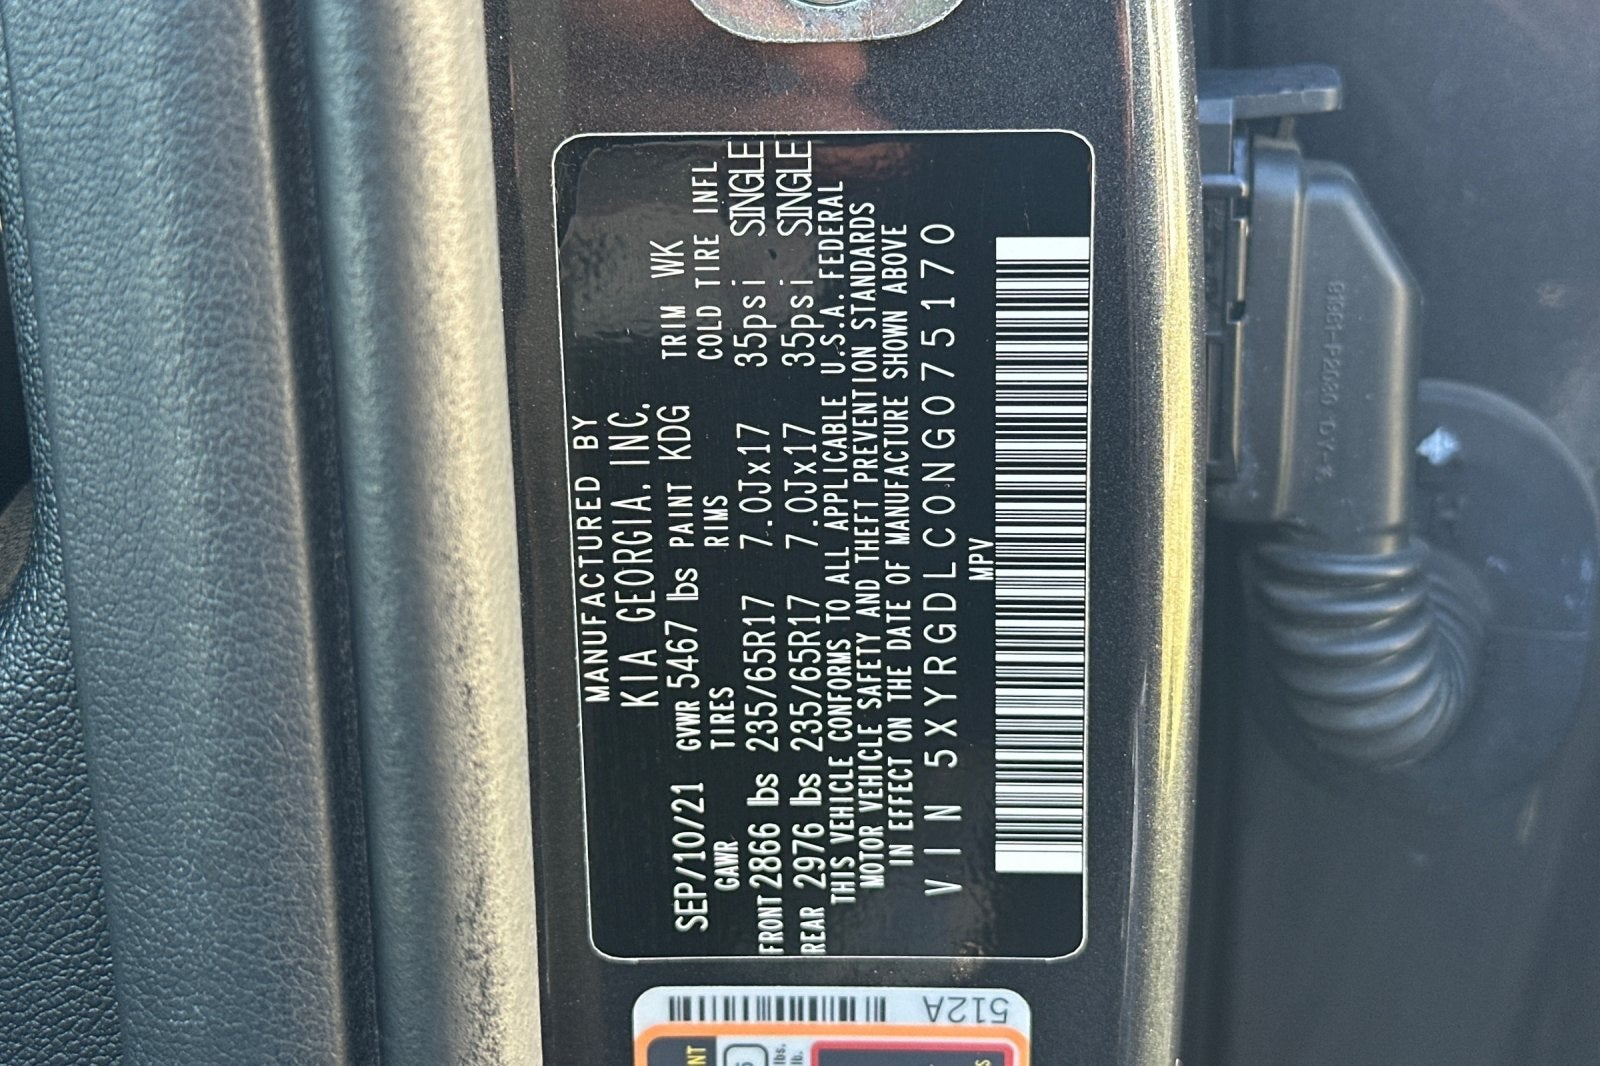 MANUFACTURED BY
KIA GEORGIA, INC.
SEP/10/21 GVWR 5467 lbs PAINT KDG TRIM WK
GAWR TIRES RIMS COLD TIRE INFL
FRONT 2866 lbs 235/65R17 7.0Jx17 35psi SINGLE
REAR 2976 lbs 235/65R17 7.0Jx17 35psi SINGLE
THIS VEHICLE CONFORMS TO ALL APPLICABLE U.S.A. FEDERAL
MOTOR VEHICLE SAFETY AND THEFT PREVENTION STANDARDS
IN EFFECT ON THE DATE OF MANUFACTURE SHOWN ABOVE
VIN 5XYRGDLC0NG075170
MPV
512A